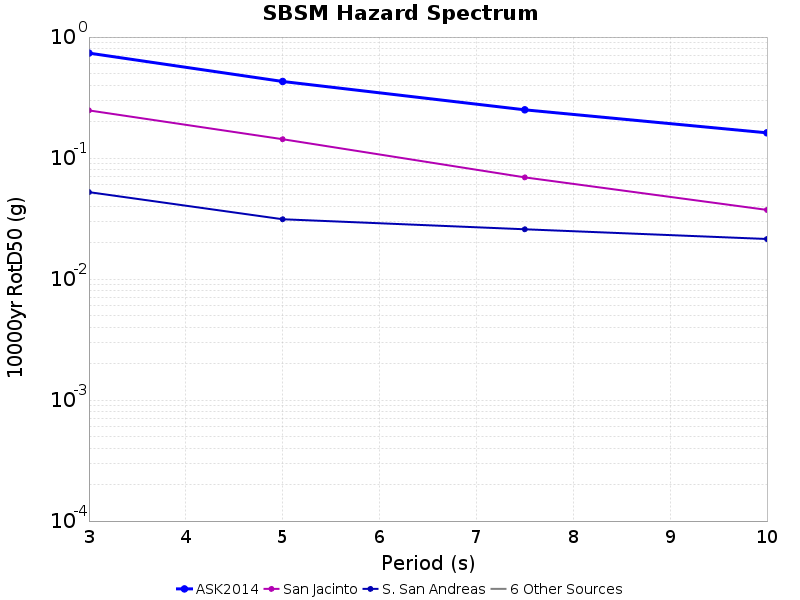 SBSM Hazard Spectrum
10000yr RotD50 (g)
10^0
10^-1
10^-2
10^-3
10^-4
3 4 5 6 7 8 9 10
Period (s)
ASK2014 San Jacinto S. San Andreas 6 Other Sources